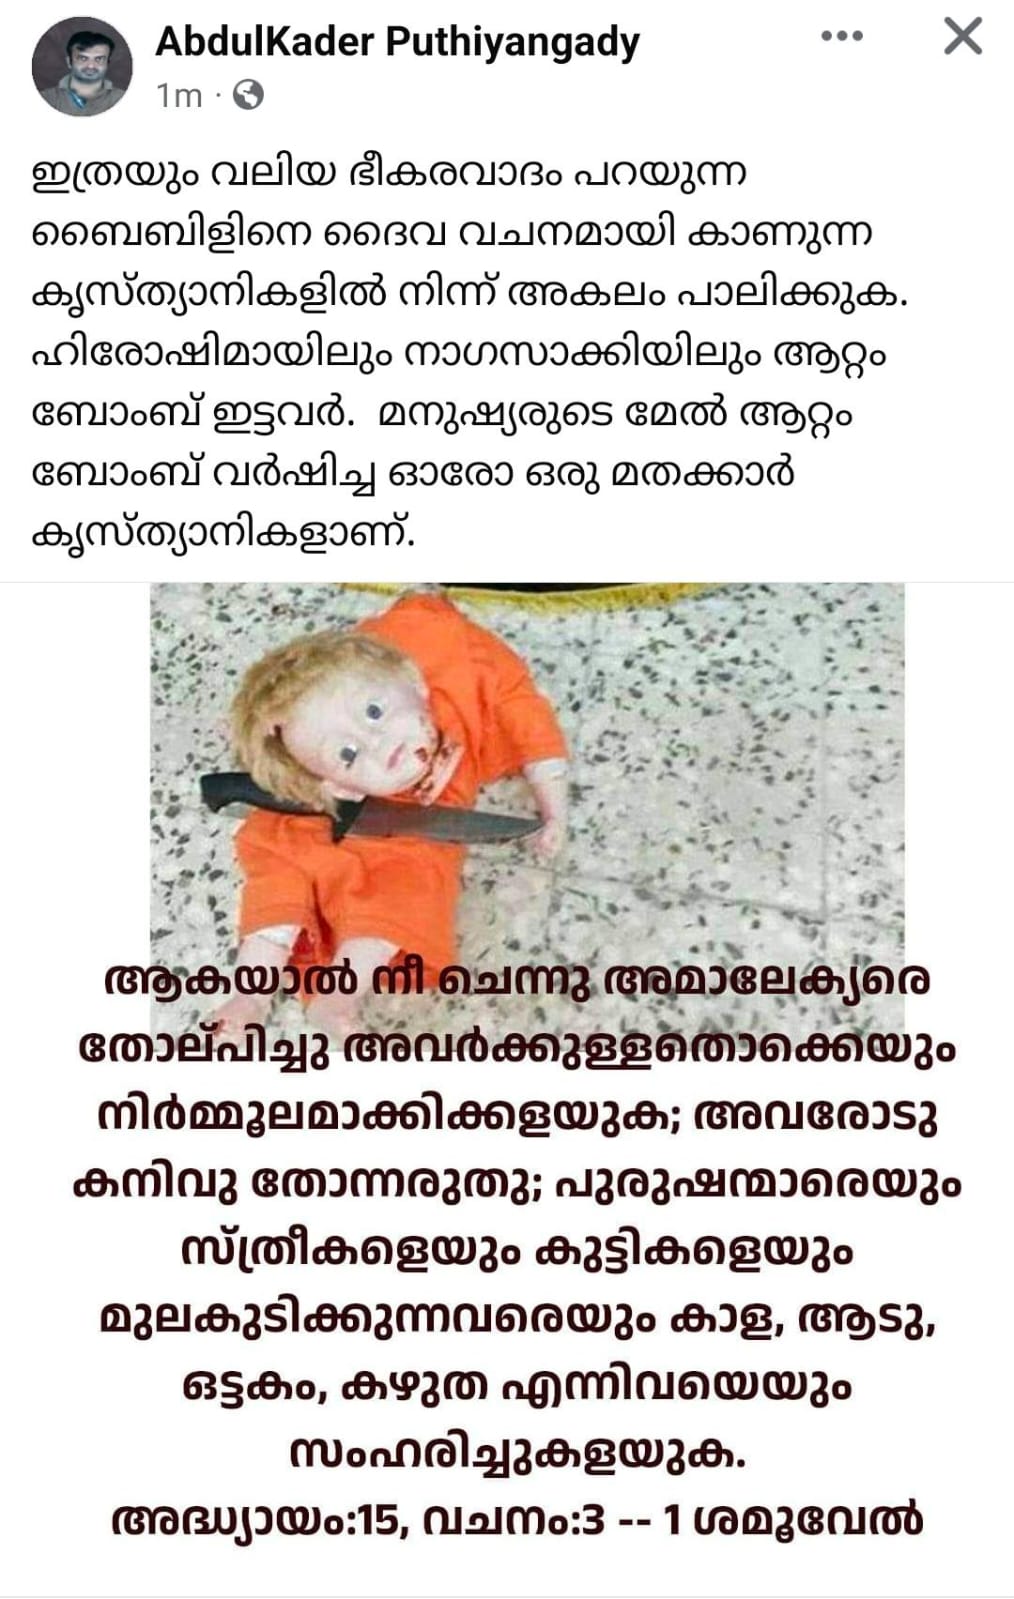 AbdulKader Puthiyangady
1m ·
ഇത്രയും വലിയ ഭീകരവാദം പറയുന്ന
ബൈബിളിനെ ദൈവ വചനമായി കാണുന്ന
കൃസ്ത്യാനികളിൽ നിന്ന് അകലം പാലിക്കുക.
ഹിരോഷിമായിലും നാഗസാക്കിയിലും ആറ്റം
ബോംബ് ഇട്ടവർ.  മനുഷ്യരുടെ മേൽ ആറ്റം
ബോംബ് വർഷിച്ച ഓരോ ഒരു മതക്കാർ
കൃസ്ത്യാനികളാണ്.
ആകയാൽ നീ ചെന്നു അമാലേക്യരെ
തോല്പിച്ചു അവർക്കുള്ളതൊക്കെയും
നിർമ്മൂലമാക്കിക്കളയുക; അവരോടു
കനിവു തോന്നരുതു; പുരുഷന്മാരെയും
സ്ത്രീകളെയും കുട്ടികളെയും
മുലകുടിക്കുന്നവരെയും കാള, ആടു,
ഒട്ടകം, കഴുത എന്നിവയെയും
സംഹരിച്ചുകളയുക.
അദ്ധ്യായം:15, വചനം:3 -- 1 ശമൂവേൽ